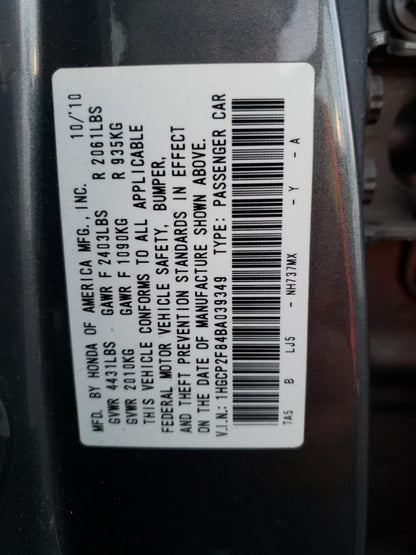 MFD. BY HONDA OF AMERICA MFG., INC. 10/'10
GVWR 4431LBS GAWR F 2403LBS R 2061LBS
GVWR 2010KG GAWR F 1090KG R 935KG
THIS VEHICLE CONFORMS TO ALL APPLICABLE
FEDERAL MOTOR VEHICLE SAFETY, BUMPER,
AND THEFT PREVENTION STANDARDS IN EFFECT
ON THE DATE OF MANUFACTURE SHOWN ABOVE.
V.I.N.: 1HGCP2F84BA039349 TYPE: PASSENGER CAR
TA5 B LJ5 - NH737MX - Y - A